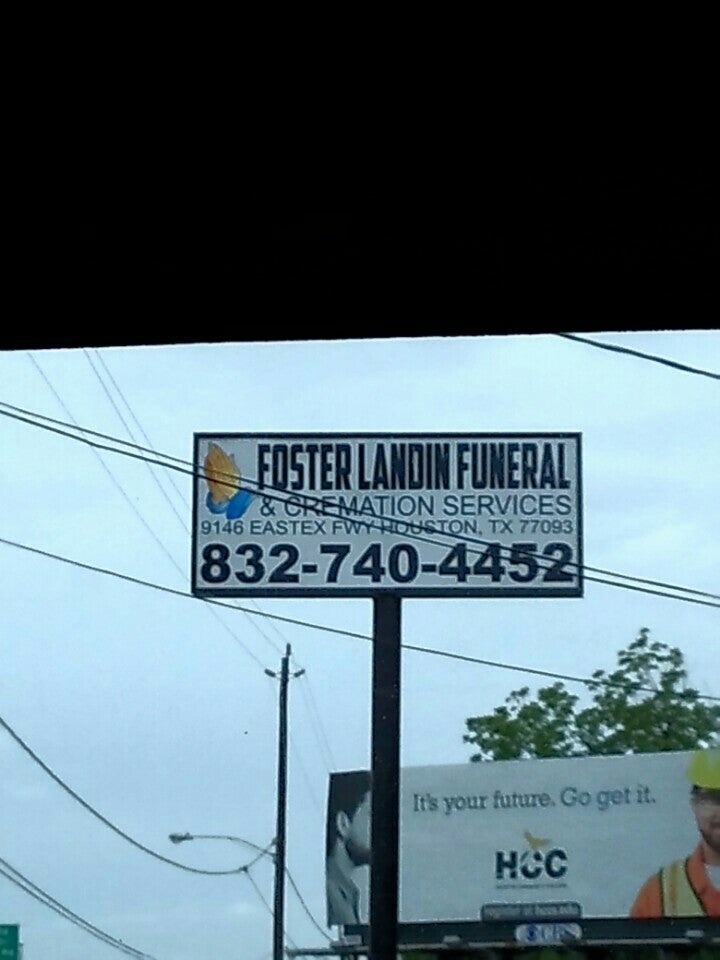 FOSTER LANDIN FUNERAL
& CREMATION SERVICES
9146 EASTEX FWY HOUSTON, TX 77093
832-740-4452
It's your future. Go get it.
HCC
CBS